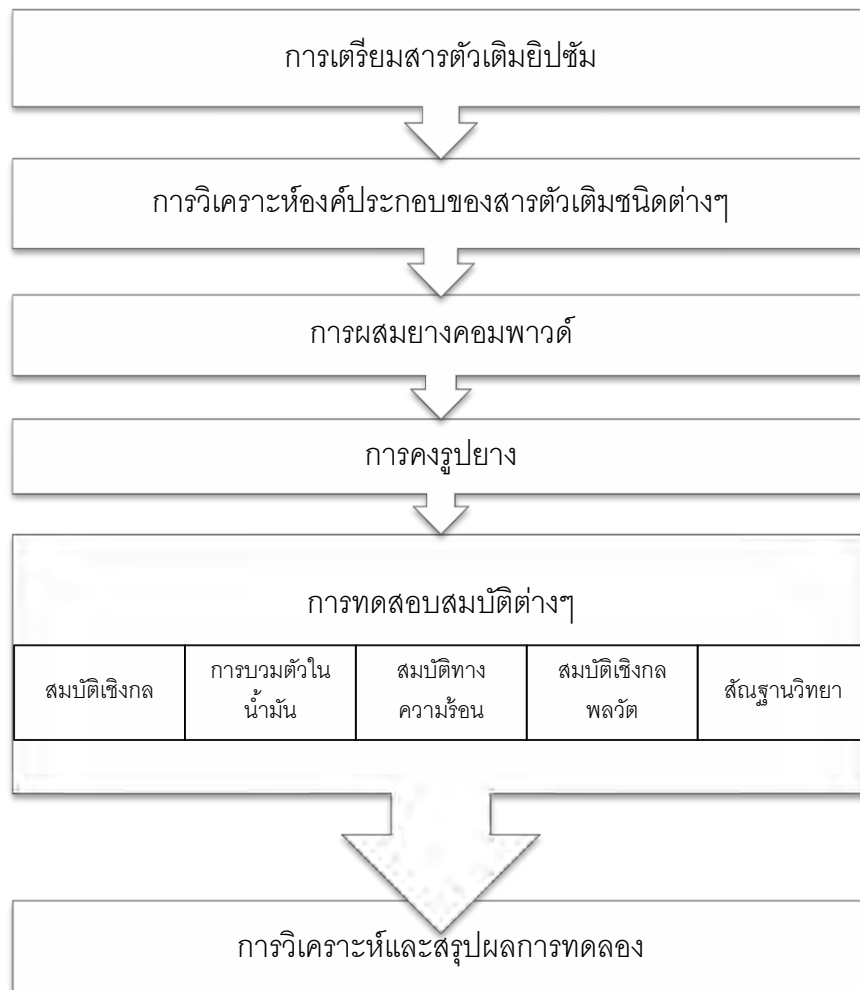 การเตรียมสารตัวเติมยิปซัม
การวิเคราะห์องค์ประกอบของสารตัวเติมชนิดต่างๆ
การผสมยางคอมพาวด์
การคงรูปยาง
การทดสอบสมบัติต่างๆ
สมบัติเชิงกล
การบวมตัวใน
น้ำมัน
สมบัติทาง
ความร้อน
สมบัติเชิงกล
พลวัต
สัณฐานวิทยา
การวิเคราะห์และสรุปผลการทดลอง